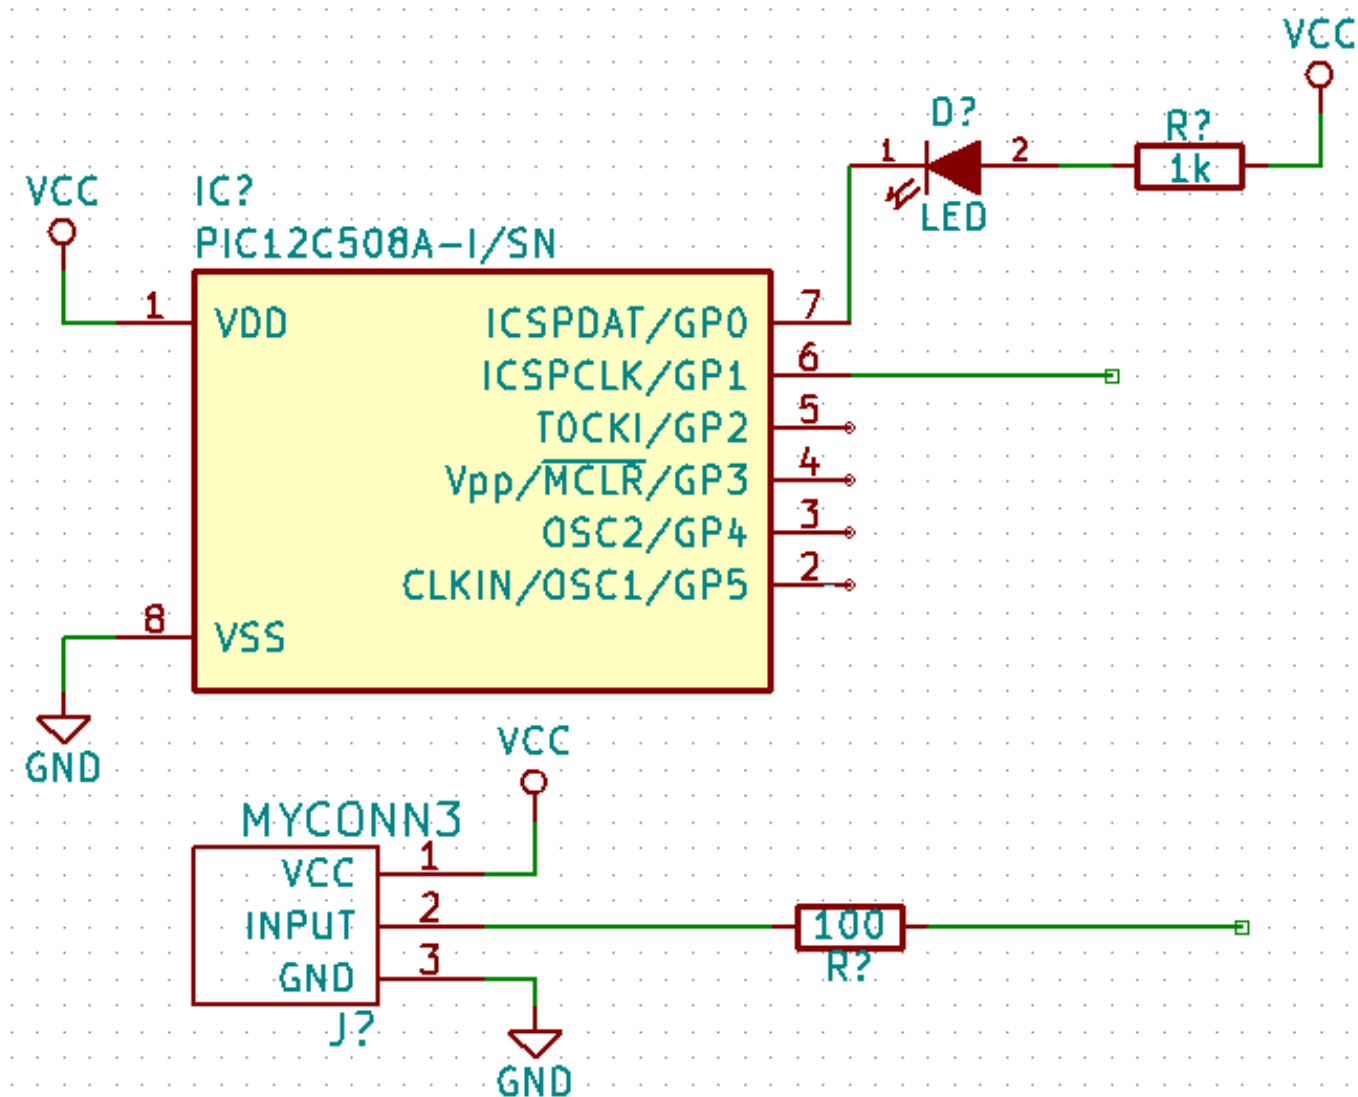 VCC
D?
R?
1
2
1k
LED
VCC
IC?
PIC12C508A-I/SN
1
VDD
ICSPDAT/GP0
7
ICSPCLK/GP1
6
T0CKI/GP2
5
Vpp/MCLR/GP3
4
OSC2/GP4
3
CLKIN/OSC1/GP5
2
8
VSS
GND
VCC
MYCONN3
VCC
1
INPUT
2
100
R?
GND
3
J?
GND